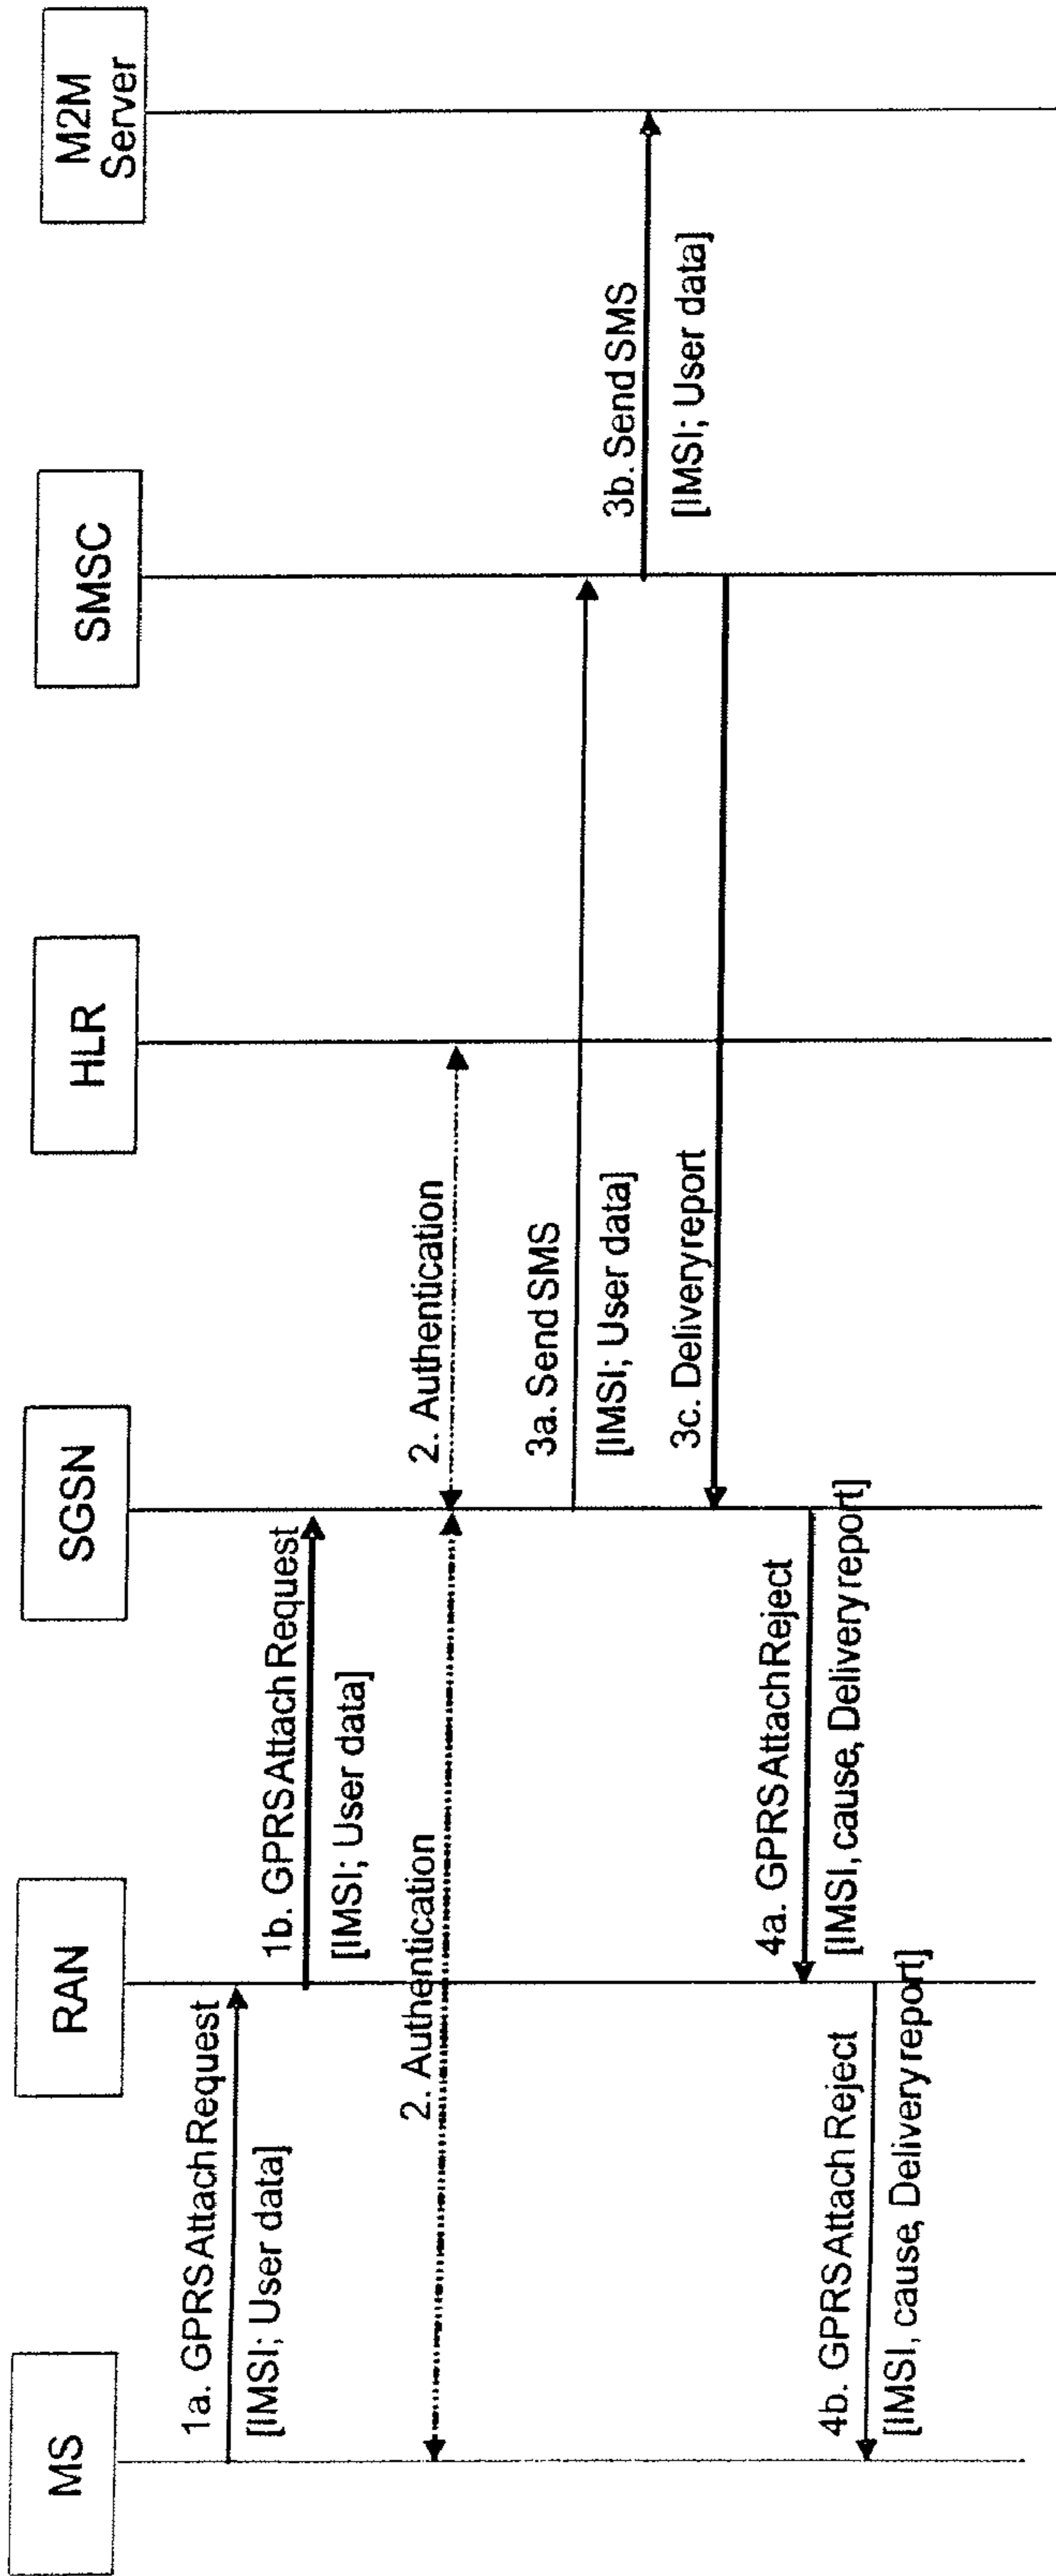 MS
RAN
SGSN
HLR
SMSC
M2M
Server
1a. GPRS Attach Request
[IMSI; User data]
1b. GPRS Attach Request
[IMSI; User data]
2. Authentication
2. Authentication
3a. Send SMS
[IMSI; User data]
3b. Send SMS
[IMSI; User data]
3c. Delivery report
4a. GPRS Attach Reject
[IMSI, cause, Delivery report]
4b. GPRS Attach Reject
[IMSI, cause, Delivery report]